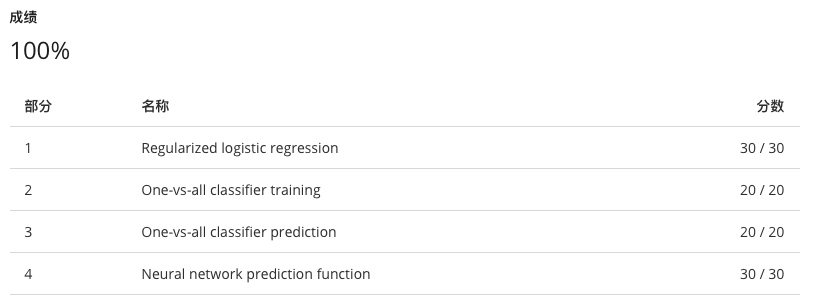 成绩
100%
部分 名称 分数
1 Regularized logistic regression 30 / 30
2 One-vs-all classifier training 20 / 20
3 One-vs-all classifier prediction 20 / 20
4 Neural network prediction function 30 / 30